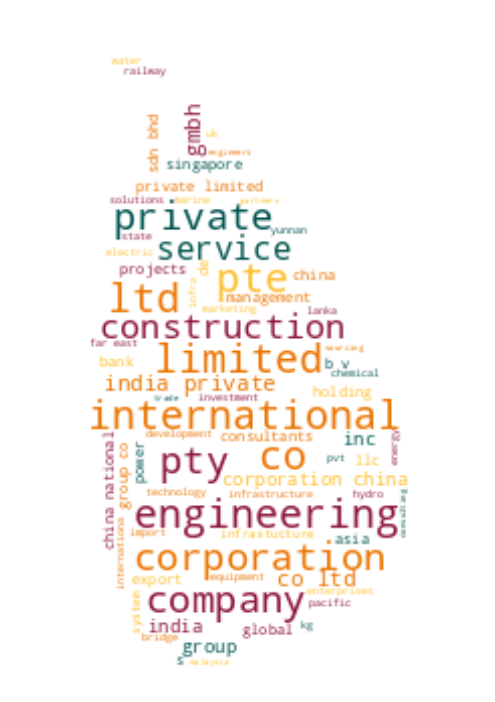 water
railway
sdn bhd
gmbh
uk
engineers
singapore
private limited
solutions
marine
partners
private
yunnan
state
service
electric
projects
de
pte
china
infra
ltd
management
marketing
lanka
construction
far east
sourcing
limited
bank
b v
chemical
india private
holding
trade
investment
international
development
consultants
inc
energy
china national
group co
power
pty
co
pvt
llc
corporation china
technology
infrastructure
hydro
engineering
import
infrastucture
asia
internationa
corporation
export
equipment
co ltd
enterprises
system
company
pacific
india
global
kg
bridge
group
s
malaysia